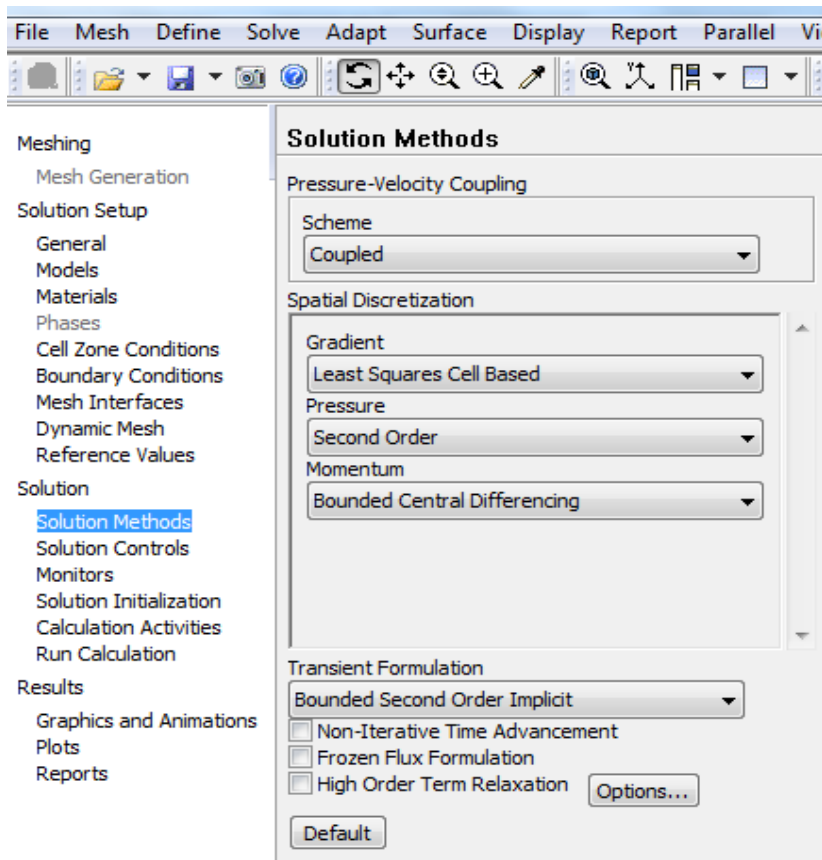 File Mesh Define Solve Adapt Surface Display Report Parallel Vi
Meshing
Mesh Generation
Solution Setup
General
Models
Materials
Phases
Cell Zone Conditions
Boundary Conditions
Mesh Interfaces
Dynamic Mesh
Reference Values
Solution
Solution Methods
Solution Controls
Monitors
Solution Initialization
Calculation Activities
Run Calculation
Results
Graphics and Animations
Plots
Reports
Solution Methods
Pressure-Velocity Coupling
Scheme
Coupled
Spatial Discretization
Gradient
Least Squares Cell Based
Pressure
Second Order
Momentum
Bounded Central Differencing
Transient Formulation
Bounded Second Order Implicit
Non-Iterative Time Advancement
Frozen Flux Formulation
High Order Term Relaxation Options...
Default